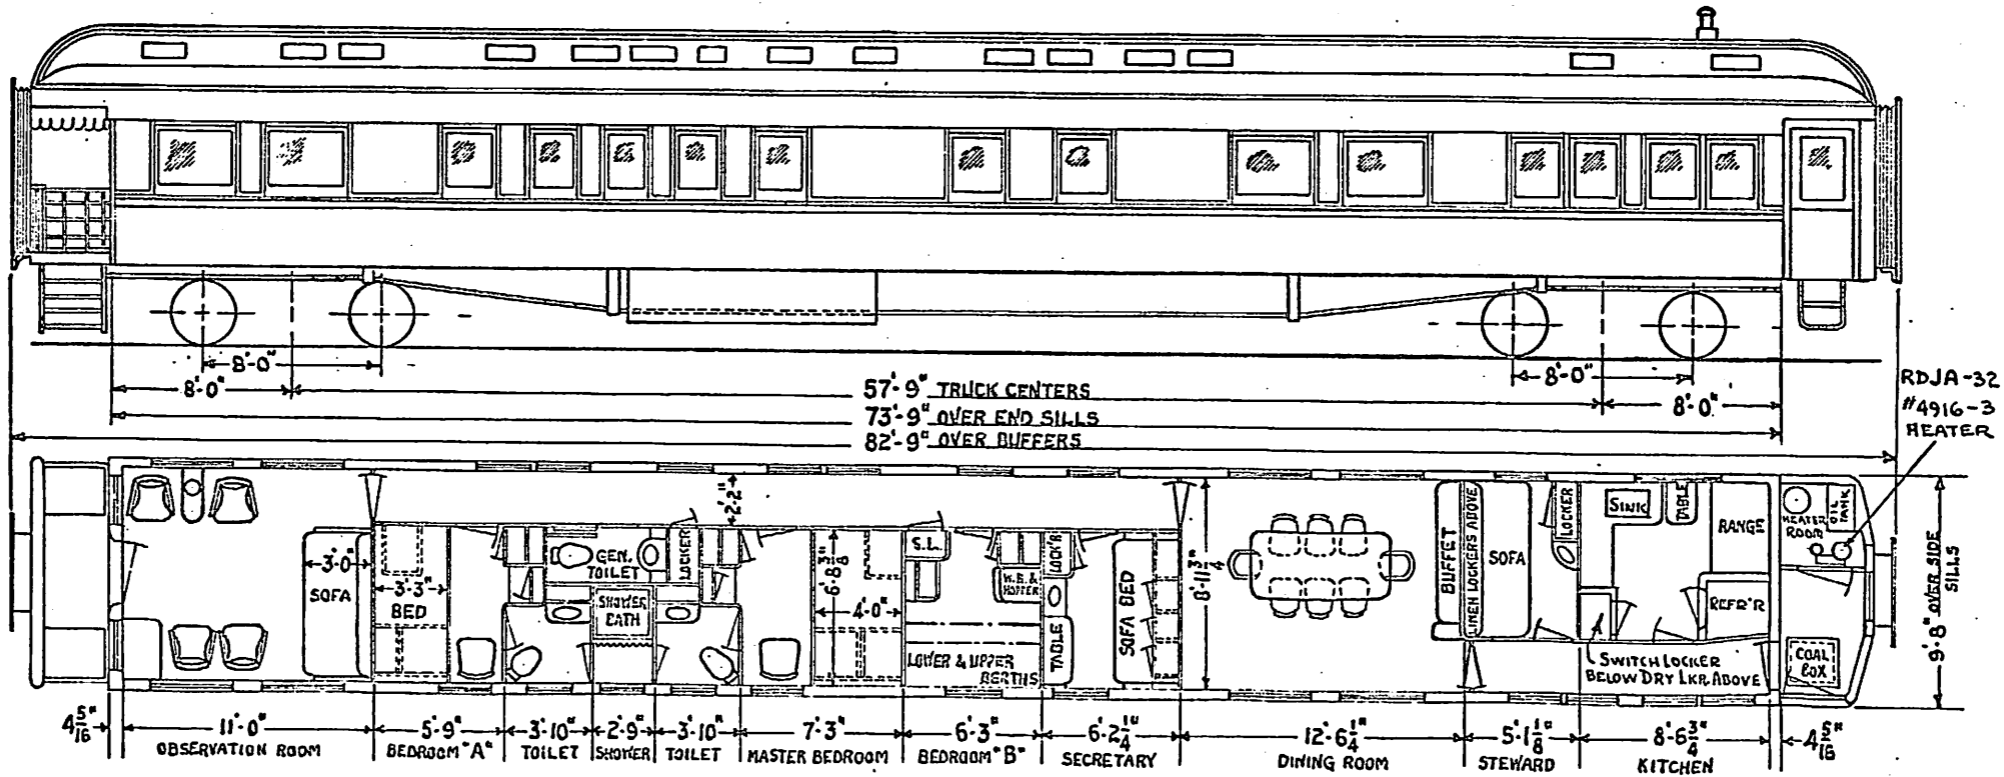 8'-0"
8'-0"
57'-9" TRUCK CENTERS
8'-0"
8'-0"
73'-9" OVER END SILLS
82'-9" OVER BUFFERS
RDJA-32
#4916-3
HEATER
2'-2"
3'-0"
SOFA
3'-3"
BED
GEN.
TOILET
LOCKER
SHOWER
BATH
6'-8 3/8"
4'-0"
S.L.
W.B. &
HOPPER
LOCK'R
LOWER & UPPER
BERTHS
TABLE
SOFA BED
8'-11 3/4"
BUFFET
LINEN LOCKERS ABOVE
SOFA
LOCKER
SINK
TABLE
RANGE
REFR'R
SWITCH LOCKER
BELOW DRY LKR. ABOVE
HEATER
ROOM
OIL
TANK
COAL
BOX
9'-8" OVER SIDE
SILLS
4 5/16"
11'-0"
OBSERVATION ROOM
5'-9"
BEDROOM "A"
3'-10"
TOILET
2'-9"
SHOWER
3'-10"
TOILET
7'-3"
MASTER BEDROOM
6'-3"
BEDROOM "B"
6'-2 1/4"
SECRETARY
12'-6 1/4"
DINING ROOM
5'-1 1/8"
STEWARD
8'-6 3/4"
KITCHEN
4 5/16"